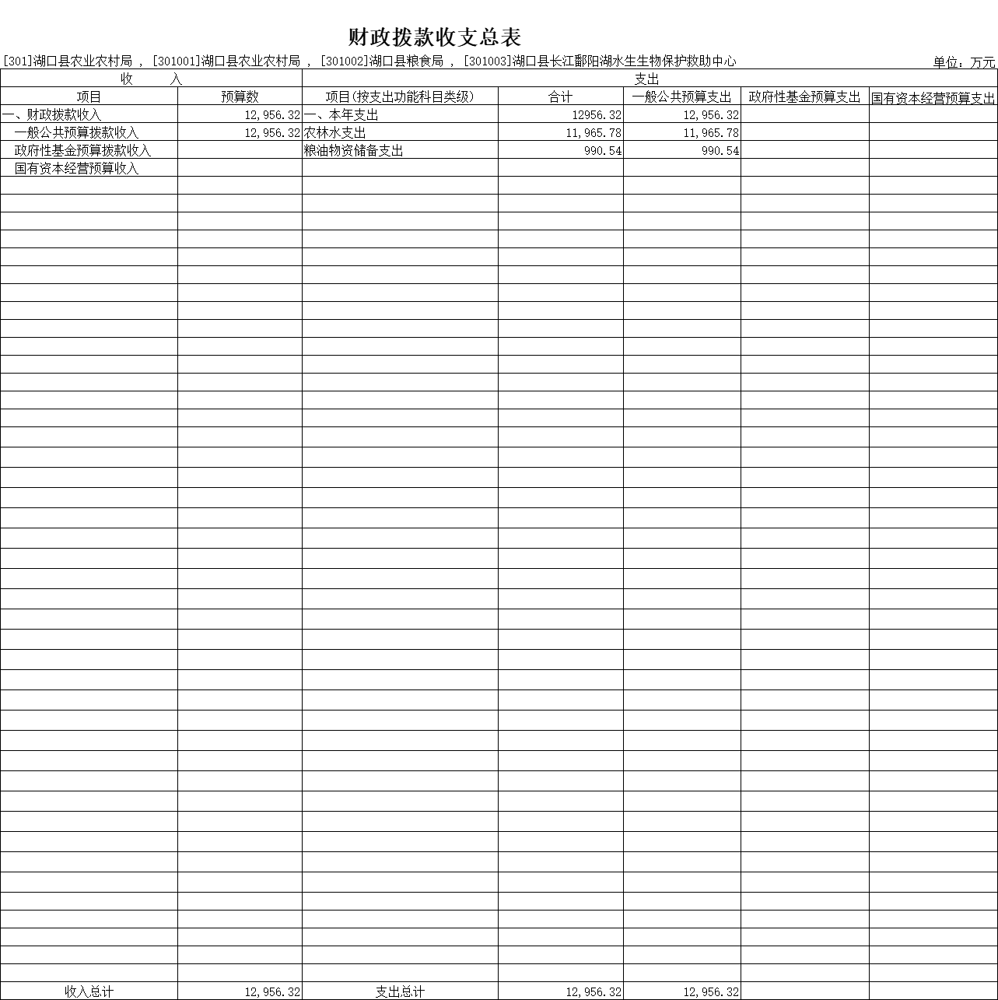 财政拨款收支总表
[301]湖口县农业农村局 , [301001]湖口县农业农村局 , [301002]湖口县粮食局 , [301003]湖口县长江鄱阳湖水生生物保护救助中心 单位：万元
收 入 支出
项目 预算数 项目(按支出功能科目类级) 合计 一般公共预算支出 政府性基金预算支出 国有资本经营预算支出
一、财政拨款收入 12,956.32 一、本年支出 12956.32 12,956.32
一般公共预算拨款收入 12,956.32 农林水支出 11,965.78 11,965.78
政府性基金预算拨款收入 粮油物资储备支出 990.54 990.54
国有资本经营预算收入
收入总计 12,956.32 支出总计 12,956.32 12,956.32